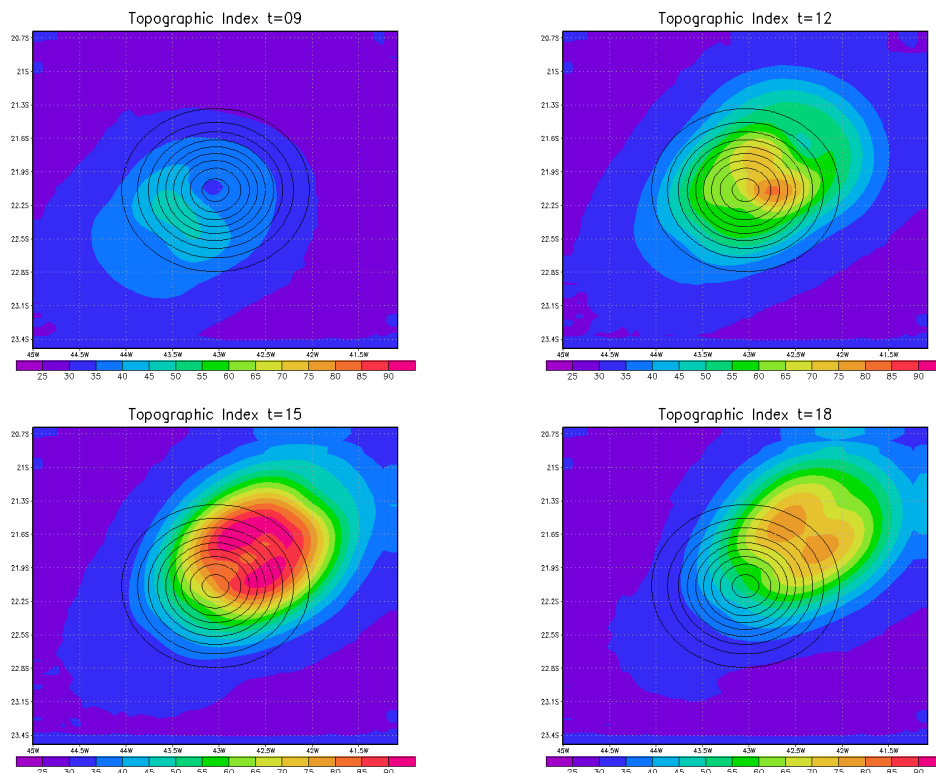 Topographic Index t=09
20.7S
21S
21.3S
21.6S
21.9S
22.2S
22.5S
22.8S
23.1S
23.4S
45W 44.5W 44W 43.5W 43W 42.5W 42W 41.5W
25 30 35 40 45 50 55 60 65 70 75 80 85 90
Topographic Index t=12
20.7S
21S
21.3S
21.6S
21.9S
22.2S
22.5S
22.8S
23.1S
23.4S
45W 44.5W 44W 43.5W 43W 42.5W 42W 41.5W
25 30 35 40 45 50 55 60 65 70 75 80 85 90
Topographic Index t=15
20.7S
21S
21.3S
21.6S
21.9S
22.2S
22.5S
22.8S
23.1S
23.4S
45W 44.5W 44W 43.5W 43W 42.5W 42W 41.5W
25 30 35 40 45 50 55 60 65 70 75 80 85 90
Topographic Index t=18
20.7S
21S
21.3S
21.6S
21.9S
22.2S
22.5S
22.8S
23.1S
23.4S
45W 44.5W 44W 43.5W 43W 42.5W 42W 41.5W
25 30 35 40 45 50 55 60 65 70 75 80 85 90